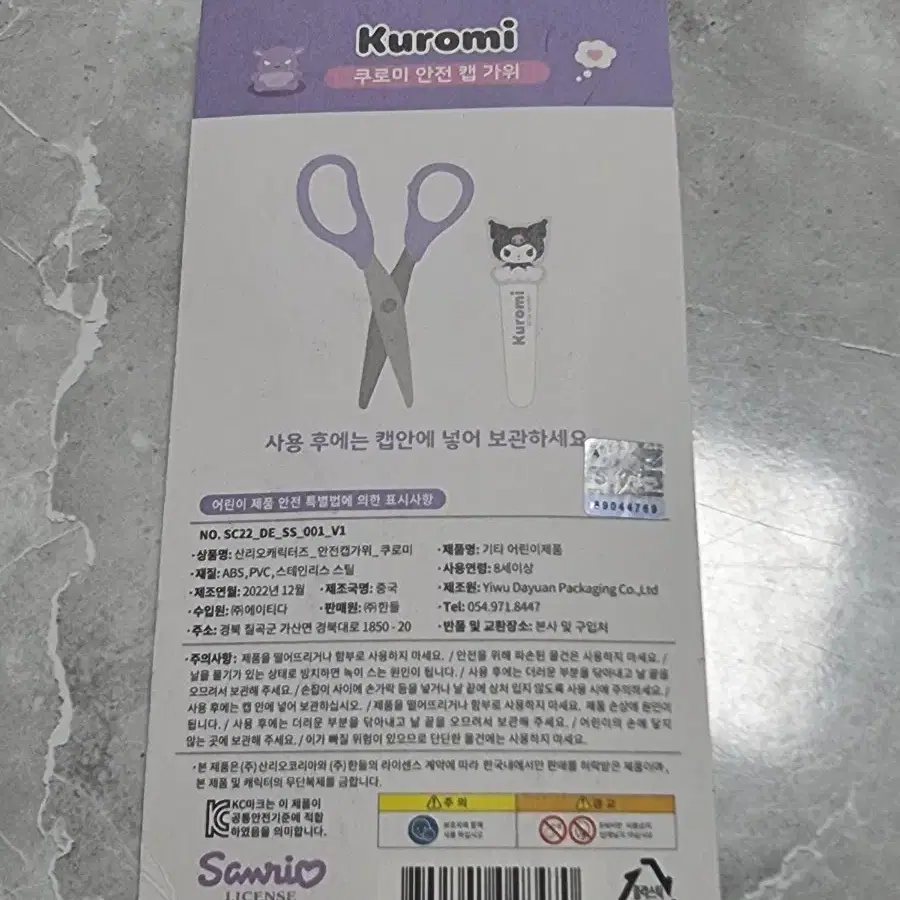 Kuromi
쿠로미 안전 캡 가위
Kuromi
사용 후에는 캡안에 넣어 보관하세요
89044769
어린이 제품 안전 특별법에 의한 표시사항
NO. SC22_DE_SS_001_V1
·상품명: 산리오캐릭터즈_안전캡가위_쿠로미 ·제품명: 기타 어린이제품
·재질: ABS,PVC,스테인리스 스틸 ·사용연령: 8세이상
·제조연월: 2022년 12월 ·제조국명: 중국 ·제조원: Yiwu Dayuan Packaging Co.,Ltd
·수입원: ㈜에이티다 ·판매원: ㈜한들 ·Tel: 054.971.8447
·주소: 경북 칠곡군 가산면 경북대로 1850 - 20 ·반품 및 교환장소: 본사 및 구입처
·주의사항: 제품을 떨어뜨리거나 함부로 사용하지 마세요. / 안전을 위해 파손된 물건은 사용하지 마세요. /
날을 물기가 있는 상태로 방치하면 녹이 스는 원인이 됩니다. / 사용 후에는 더러운 부분을 닦아내고 날 끝을
오므려서 보관해 주세요. / 손잡이 사이에 손가락 등을 넣거나 날 끝에 상처 입지 않도록 사용 시에 주의하세요. /
사용 후에는 캡 안에 넣어 보관하십시오. / 제품을 떨어뜨리거나 함부로 사용하지 마세요. 제품 손상에 원인이
됩니다. / 사용 후에는 더러운 부분을 닦아내고 날 끝을 오므려서 보관해 주세요. / 어린이의 손에 닿지
않는 곳에 보관해 주세요. / 이가 빠질 위험이 있으므로 단단한 물건에는 사용하지 마세요.
·본 제품은 (주)산리오코리아와 (주)한들의 라이센스 계약에 따라 한국내에서만 판매를 허락받은 제품이며,
본 제품 및 캐릭터의 무단복제를 금합니다.
KC마크는 이 제품이
공통안전기준에 적합
하였음을 의미합니다.
주의
경고
Sanrio
LICENSE
플라스틱